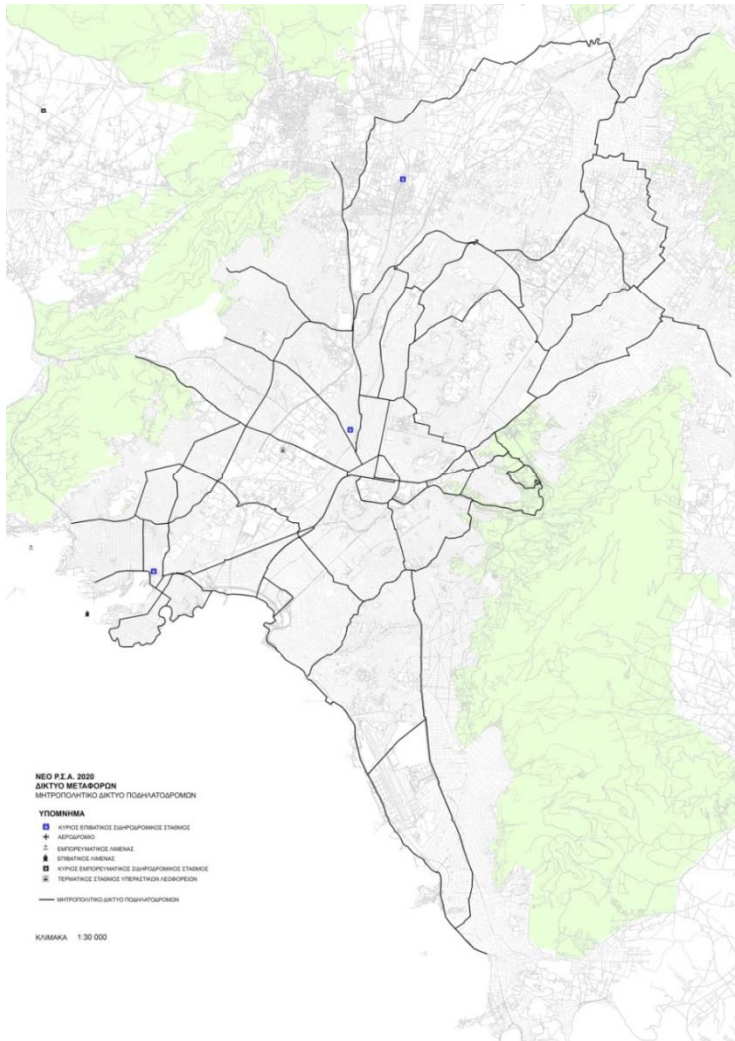 ΝΕΟ Ρ.Σ.Α. 2020
ΔΙΚΤΥΟ ΜΕΤΑΦΟΡΩΝ
ΜΗΤΡΟΠΟΛΗΤΙΚΟ ΔΙΚΤΥΟ ΠΟΔΗΛΑΤΟΔΡΟΜΩΝ
ΥΠΟΜΝΗΜΑ
ΚΥΡΙΟΣ ΕΠΙΒΑΤΙΚΟΣ ΣΙΔΗΡΟΔΡΟΜΙΚΟΣ ΣΤΑΘΜΟΣ
ΑΕΡΟΔΡΟΜΙΟ
ΕΜΠΟΡΕΥΜΑΤΙΚΟΣ ΛΙΜΕΝΑΣ
ΕΠΙΒΑΤΙΚΟΣ ΛΙΜΕΝΑΣ
ΚΥΡΙΟΣ ΕΜΠΟΡΕΥΜΑΤΙΚΟΣ ΣΙΔΗΡΟΔΡΟΜΙΚΟΣ ΣΤΑΘΜΟΣ
ΤΕΡΜΑΤΙΚΟΣ ΣΤΑΘΜΟΣ ΥΠΕΡΑΣΤΙΚΩΝ ΛΕΩΦΟΡΕΙΩΝ
ΜΗΤΡΟΠΟΛΙΤΙΚΟ ΔΙΚΤΥΟ ΠΟΔΗΛΑΤΟΔΡΟΜΩΝ
ΚΛΙΜΑΚΑ 1:30 000